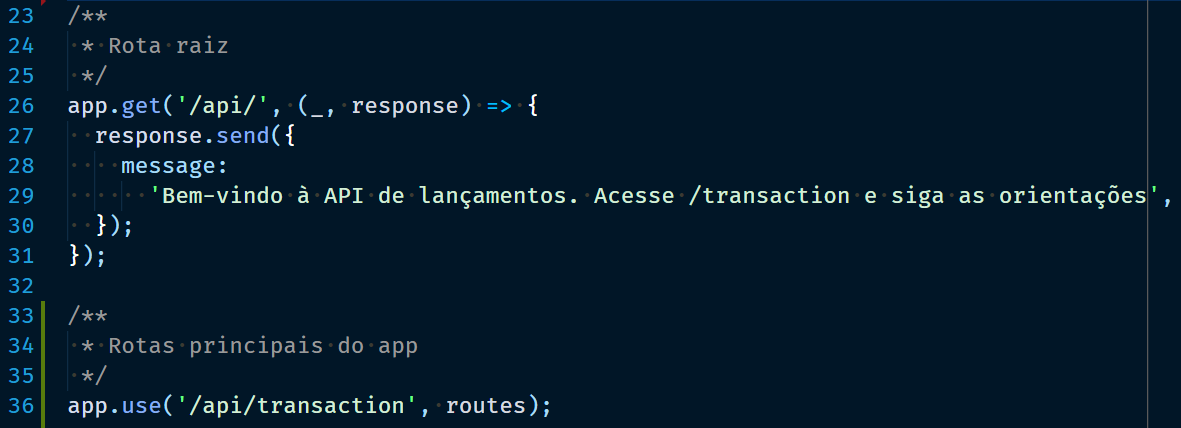 23 /**
24  * Rota raiz
25  */
26 app.get('/api/', (_, response) => {
27   response.send({
28     message:
29       'Bem-vindo à API de lançamentos. Acesse /transaction e siga as orientações',
30   });
31 });
32
33 /**
34  * Rotas principais do app
35  */
36 app.use('/api/transaction', routes);